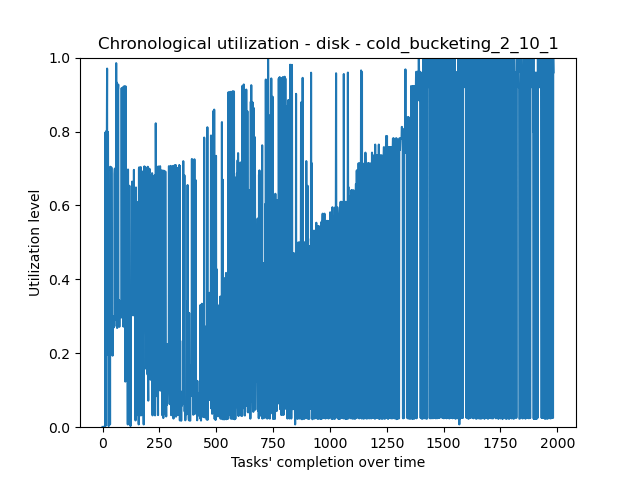 Chronological utilization - disk - cold_bucketing_2_10_1
1.0
0.8
0.6
0.4
0.2
0.0
Utilization level
0 250 500 750 1000 1250 1500 1750 2000
Tasks' completion over time